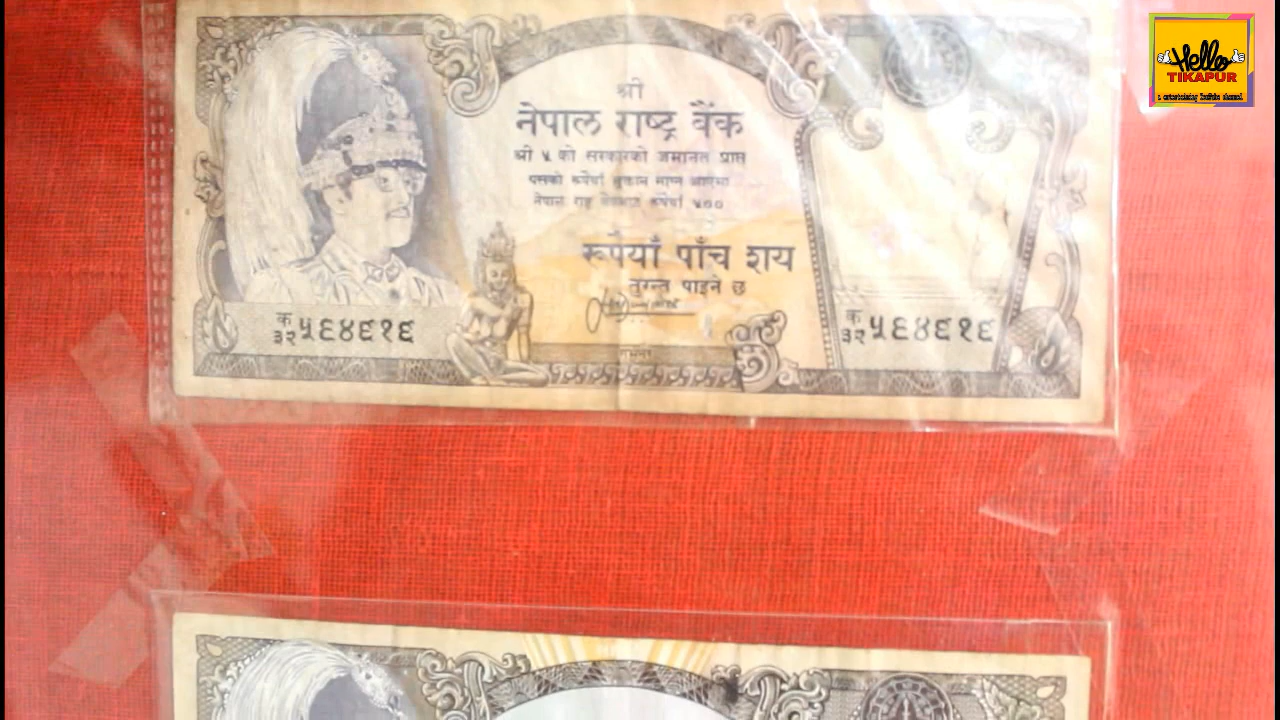 Hello
TIKAPUR
श्री
नेपाल राष्ट्र बैंक
श्री ५ को सरकारको जमानत प्राप्त
रूपैयाँ पाँच शय
तुरुन्त पाइने छ
क
३२ ५६४६१६
क
३२ ५६४६१६